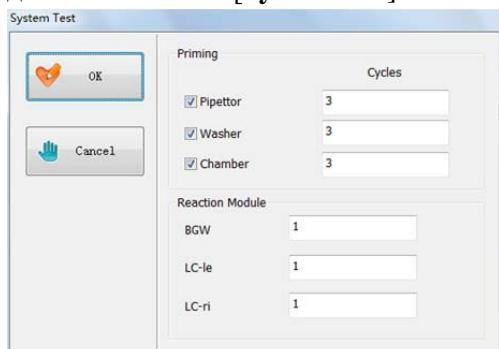 System Test
OK
Cancel
Priming
Cycles
Pipettor 3
Washer 3
Chamber 3
Reaction Module
BGW 1
LC-le 1
LC-ri 1